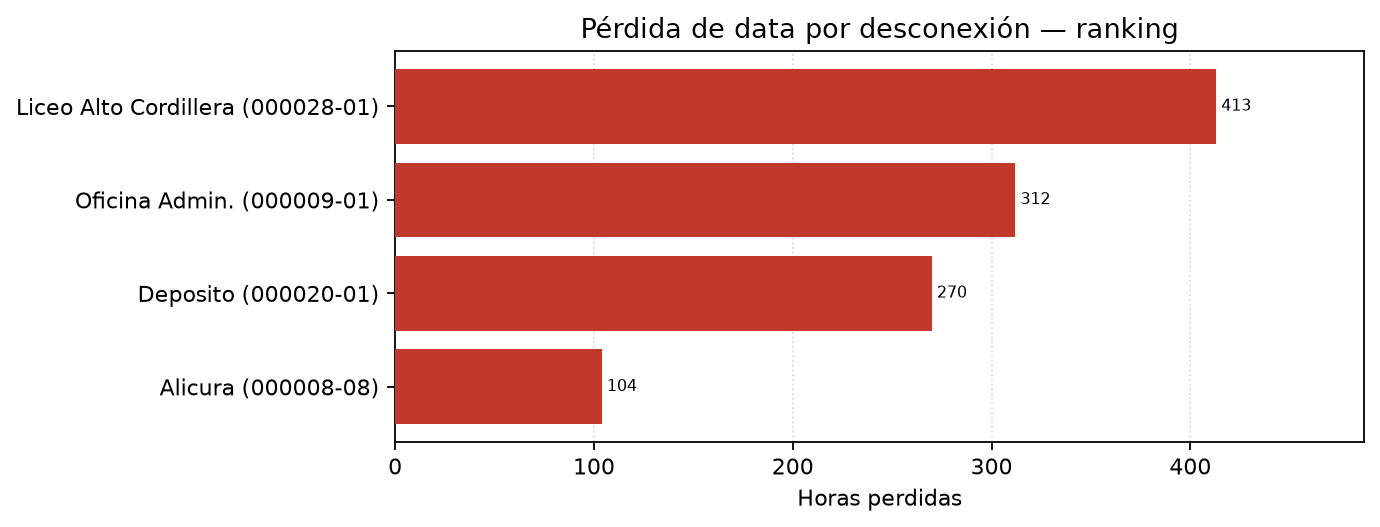 Pérdida de data por desconexión — ranking
Liceo Alto Cordillera (000028-01)
413
Oficina Admin. (000009-01)
312
Deposito (000020-01)
270
Alicura (000008-08)
104
0 100 200 300 400
Horas perdidas